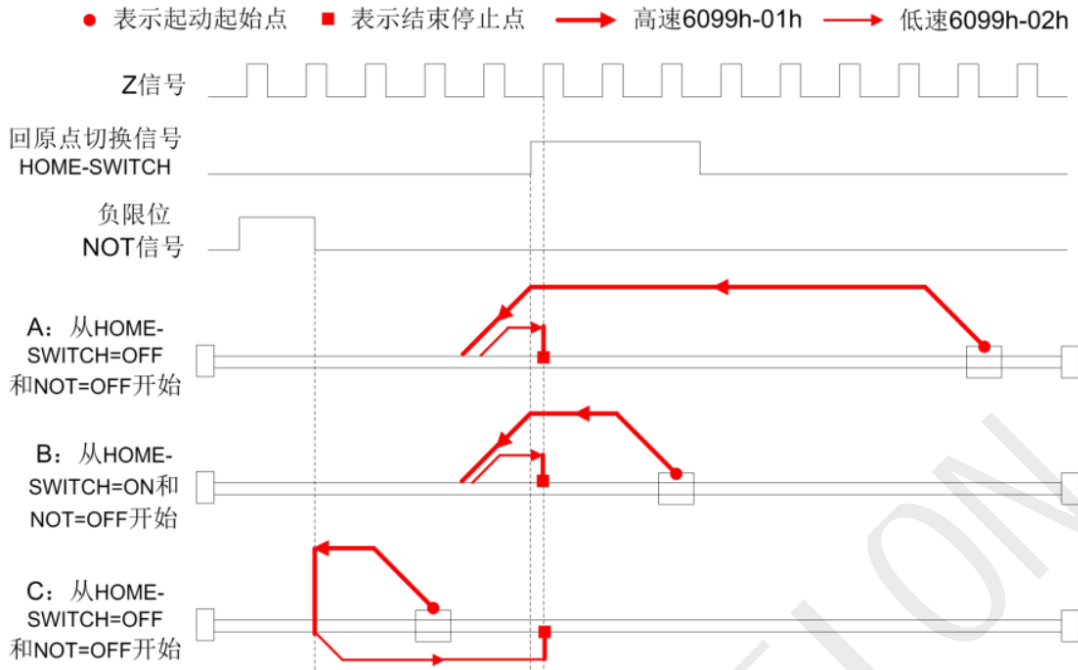 表示起动起始点 表示结束停止点 高速6099h-01h 低速6099h-02h
Z信号
回原点切换信号
HOME-SWITCH
负限位
NOT信号
A：从HOME-
SWITCH=OFF
和NOT=OFF开始
B：从HOME-
SWITCH=ON和
NOT=OFF开始
C：从HOME-
SWITCH=OFF
和NOT=OFF开始